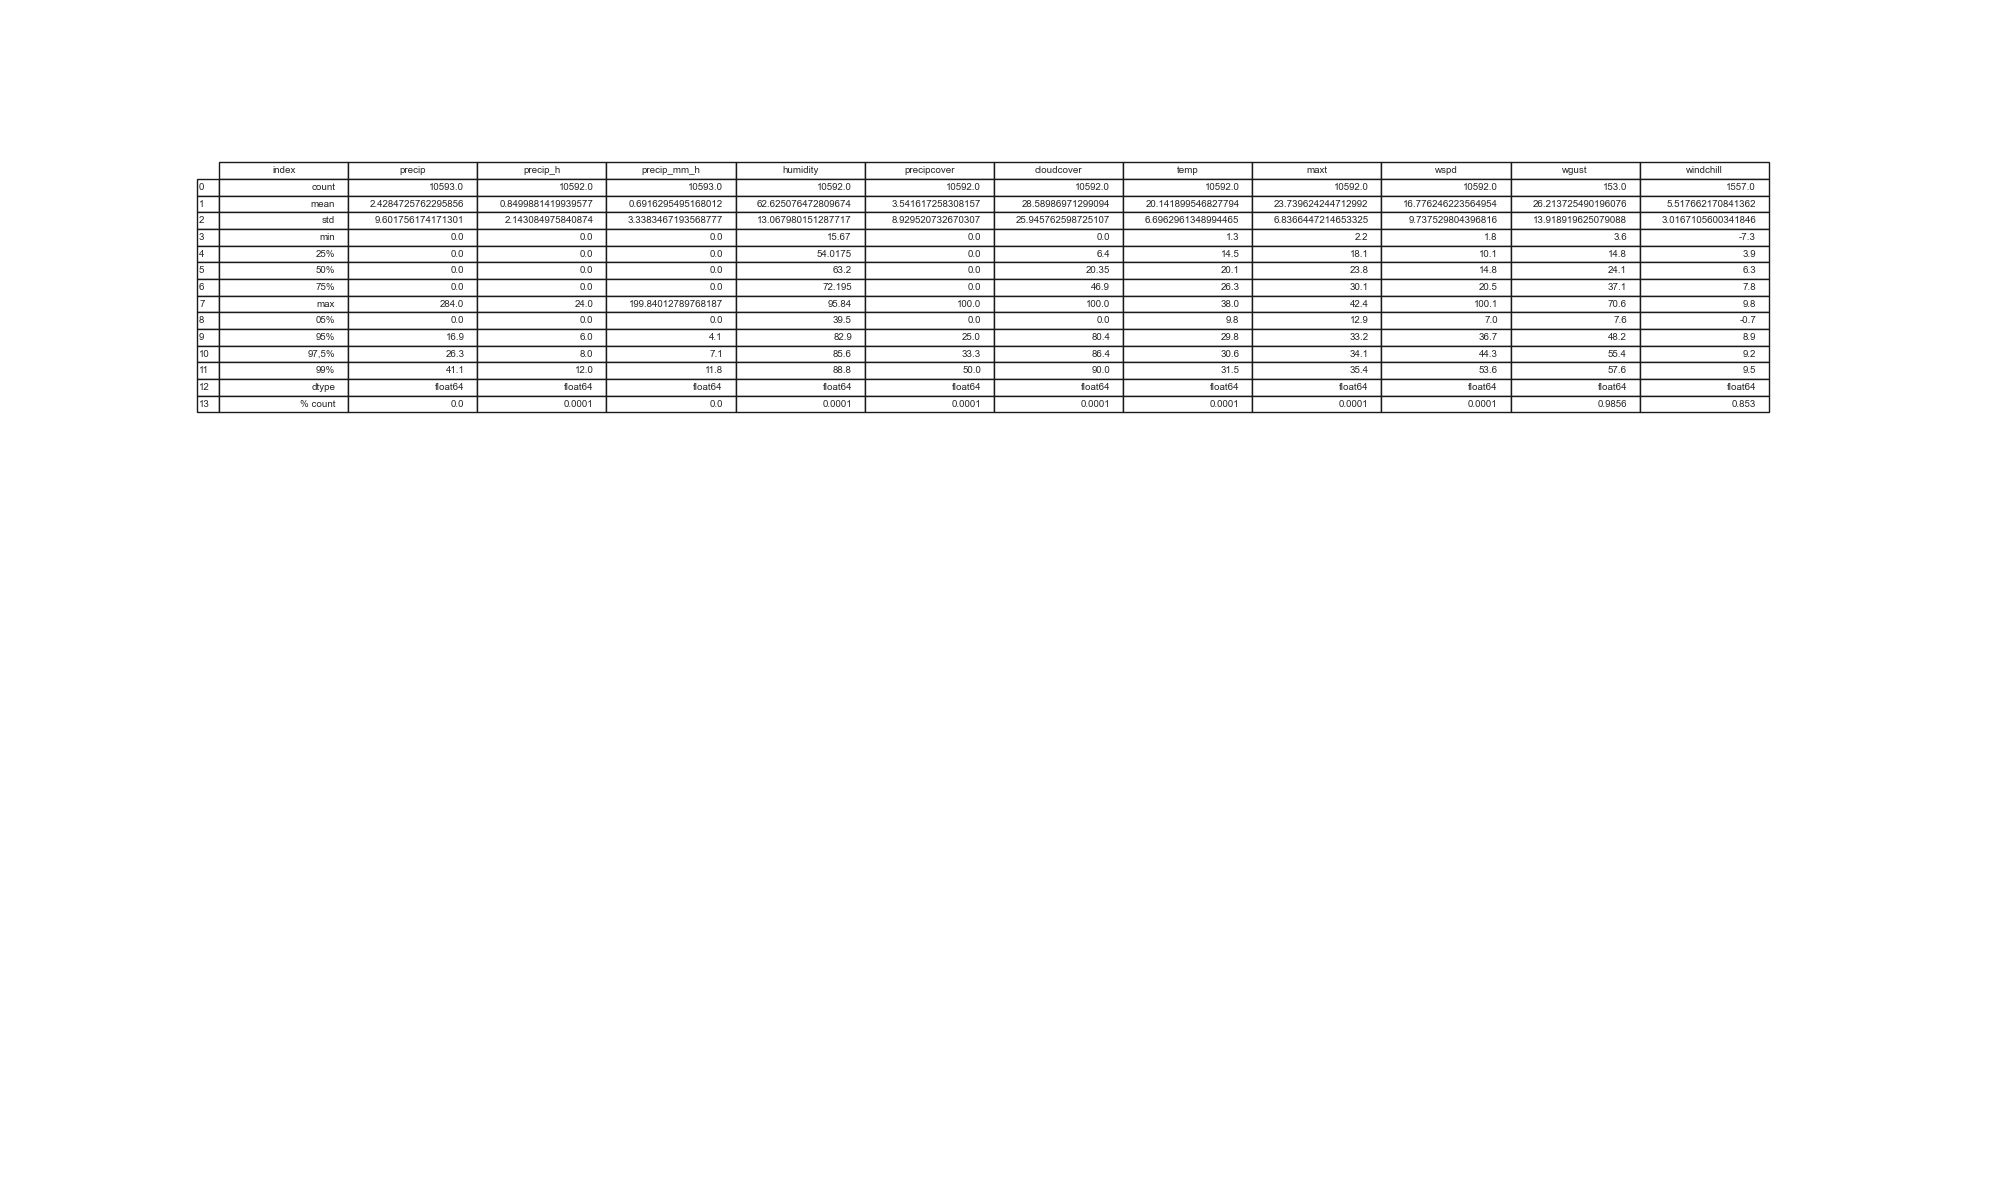 index precip precip_h precip_mm_h humidity precipcover cloudcover temp maxt wspd wgust windchill
0 count 10593.0 10592.0 10593.0 10592.0 10592.0 10592.0 10592.0 10592.0 10592.0 153.0 1557.0
1 mean 2.4284725762295856 0.8499881419939577 0.6916295495168012 62.625076472809674 3.541617258308157 28.58986971299094 20.141899546827794 23.739624244712992 16.776246223564954 26.213725490196076 5.517662170841362
2 std 9.601756174171301 2.143084975840874 3.3383467193568777 13.067980151287717 8.929520732670307 25.945762598725107 6.6962961348994465 6.8366447214653325 9.737529804396816 13.918919625079088 3.0167105600341846
3 min 0.0 0.0 0.0 15.67 0.0 0.0 1.3 2.2 1.8 3.6 -7.3
4 25% 0.0 0.0 0.0 54.0175 0.0 6.4 14.5 18.1 10.1 14.8 3.9
5 50% 0.0 0.0 0.0 63.2 0.0 20.35 20.1 23.8 14.8 24.1 6.3
6 75% 0.0 0.0 0.0 72.195 0.0 46.9 26.3 30.1 20.5 37.1 7.8
7 max 284.0 24.0 199.84012789768187 95.84 100.0 100.0 38.0 42.4 100.1 70.6 9.8
8 05% 0.0 0.0 0.0 39.5 0.0 0.0 9.8 12.9 7.0 7.6 -0.7
9 95% 16.9 6.0 4.1 82.9 25.0 80.4 29.8 33.2 36.7 48.2 8.9
10 97,5% 26.3 8.0 7.1 85.6 33.3 86.4 30.6 34.1 44.3 55.4 9.2
11 99% 41.1 12.0 11.8 88.8 50.0 90.0 31.5 35.4 53.6 57.6 9.5
12 dtype float64 float64 float64 float64 float64 float64 float64 float64 float64 float64 float64
13 % count 0.0 0.0001 0.0 0.0001 0.0001 0.0001 0.0001 0.0001 0.0001 0.9856 0.853